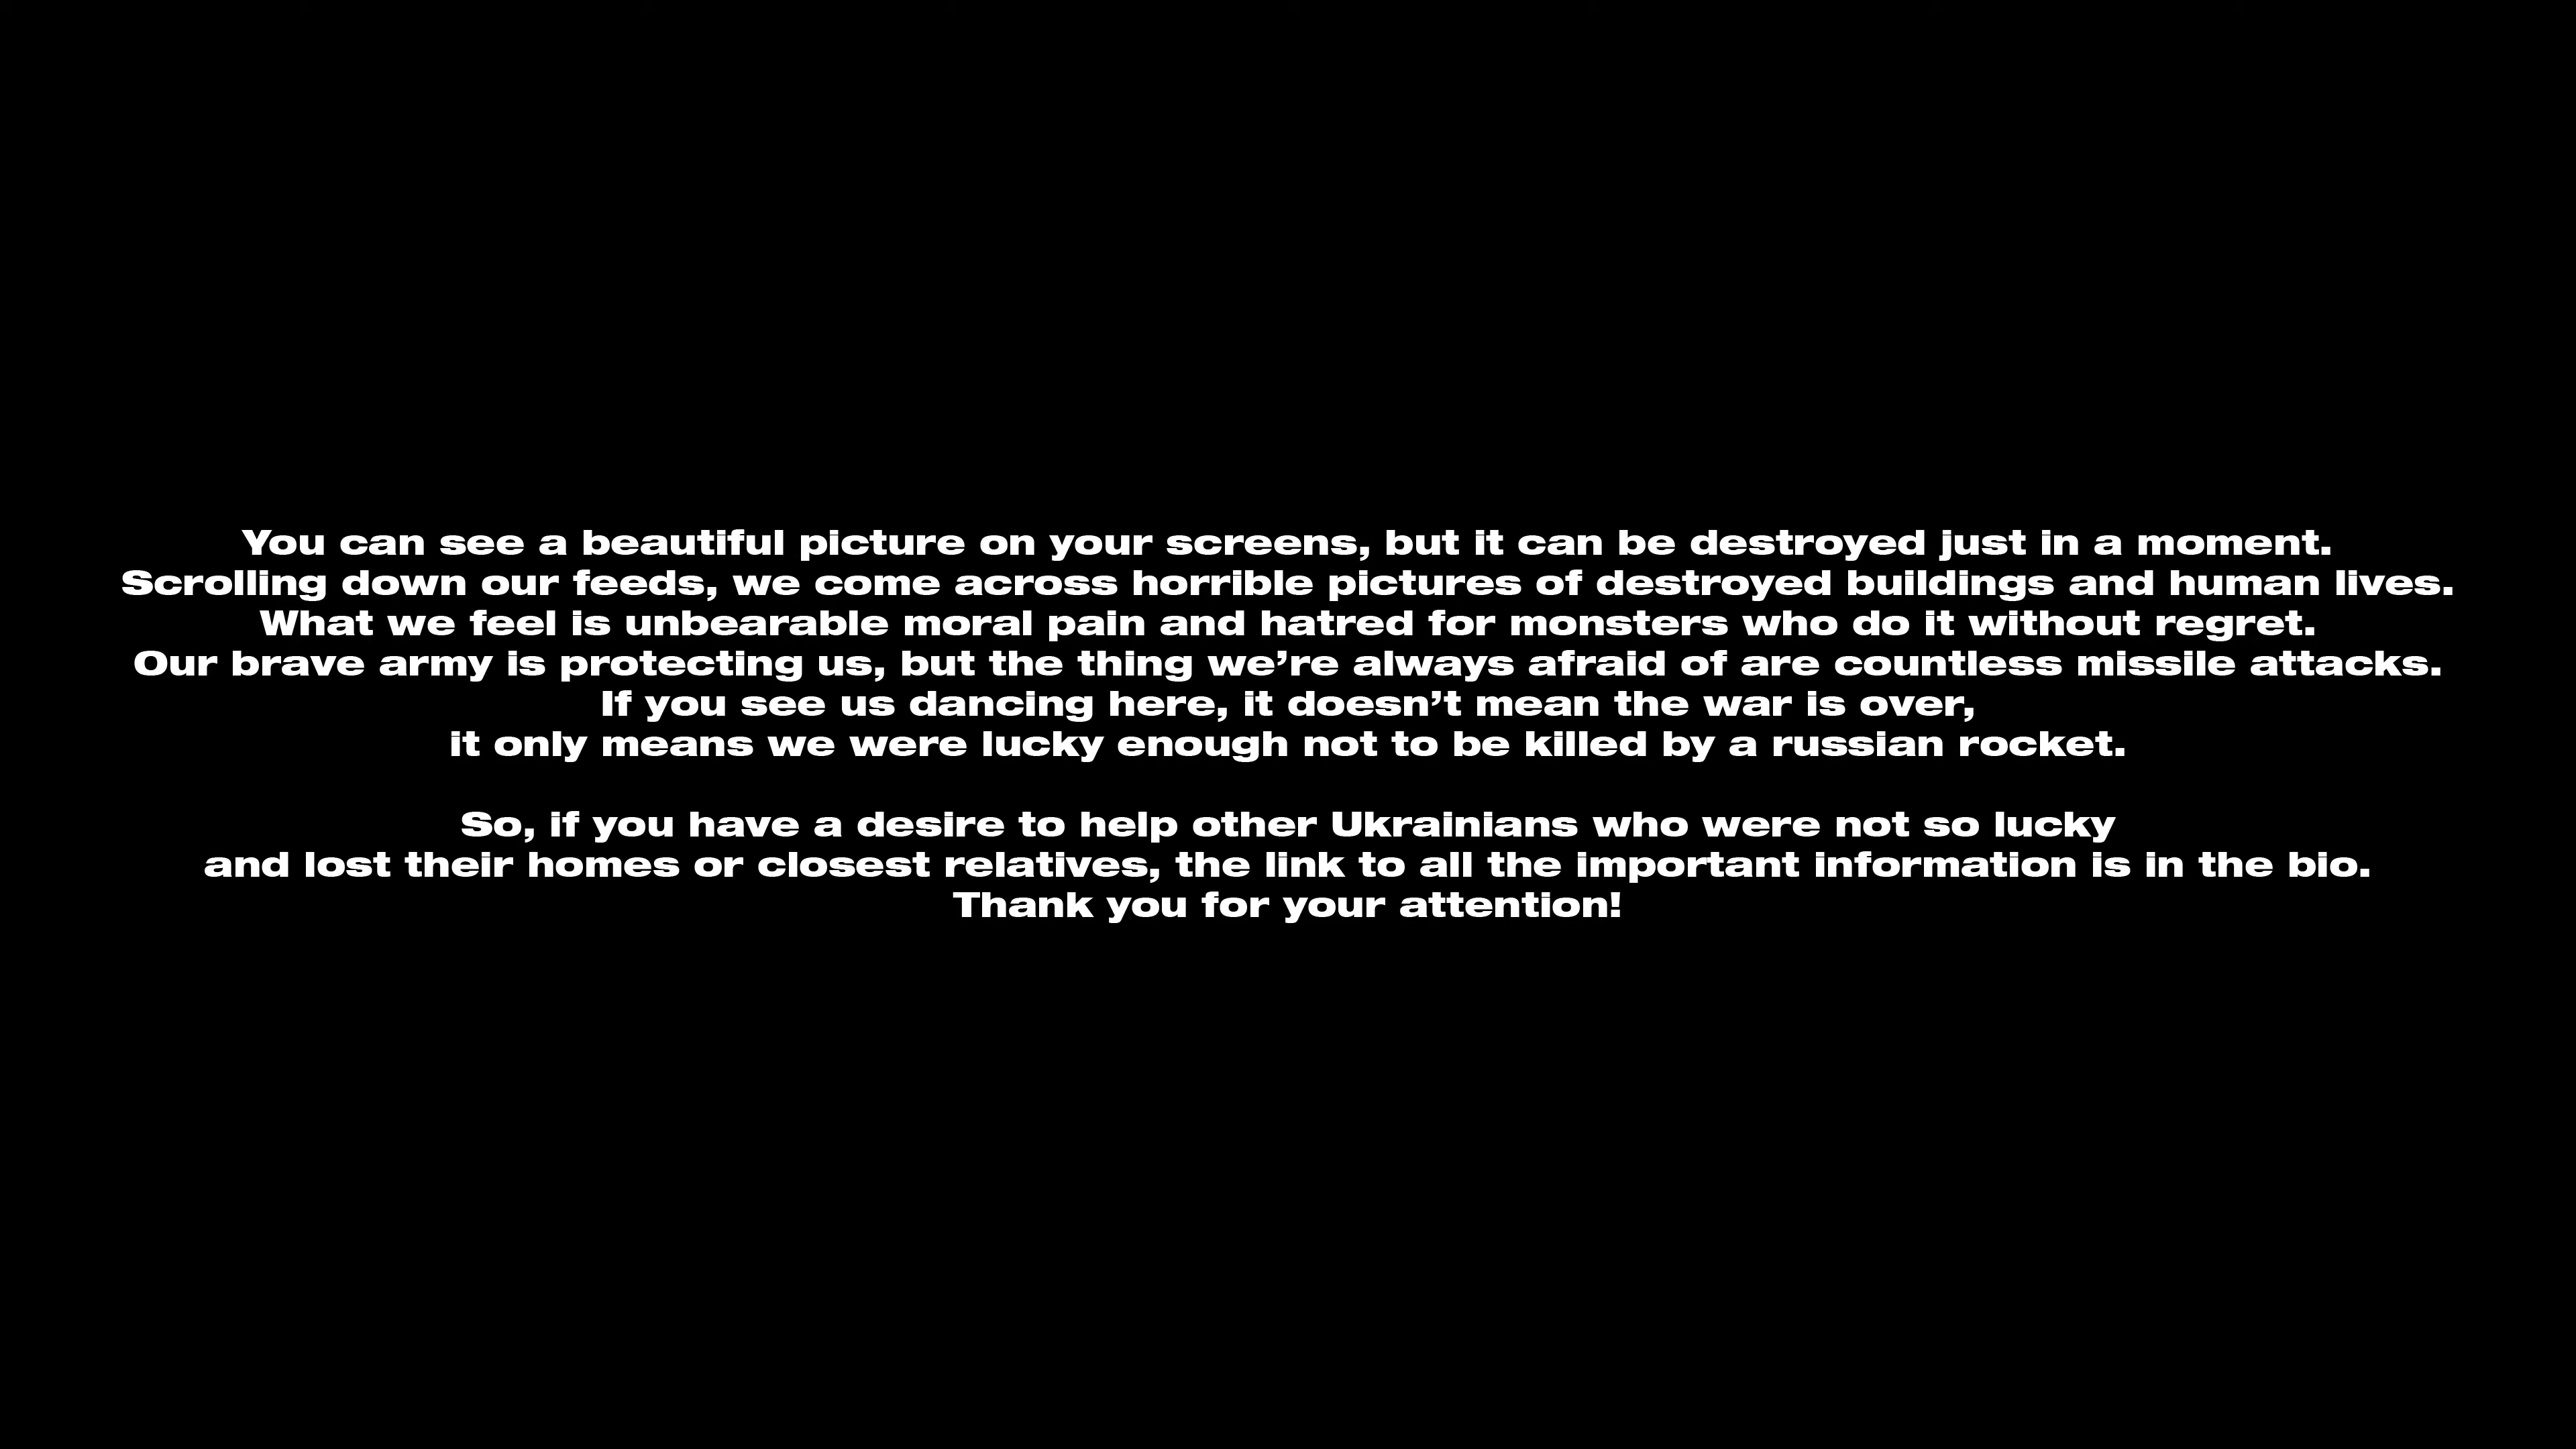 You can see a beautiful picture on your screens, but it can be destroyed just in a moment.
Scrolling down our feeds, we come across horrible pictures of destroyed buildings and human lives.
What we feel is unbearable moral pain and hatred for monsters who do it without regret.
Our brave army is protecting us, but the thing we’re always afraid of are countless missile attacks.
If you see us dancing here, it doesn’t mean the war is over,
it only means we were lucky enough not to be killed by a russian rocket.
So, if you have a desire to help other Ukrainians who were not so lucky
and lost their homes or closest relatives, the link to all the important information is in the bio.
Thank you for your attention!